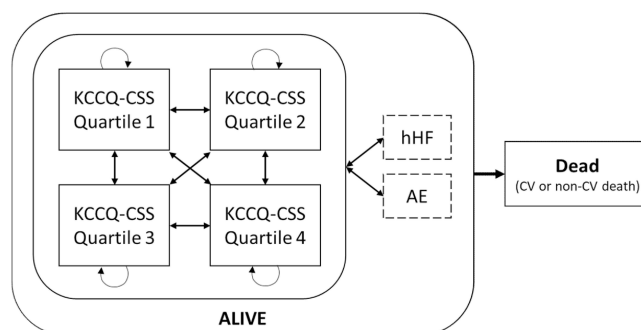 KCCQ-CSS
Quartile 1
KCCQ-CSS
Quartile 2
KCCQ-CSS
Quartile 3
KCCQ-CSS
Quartile 4
hHF
AE
Dead
(CV or non-CV death)
ALIVE